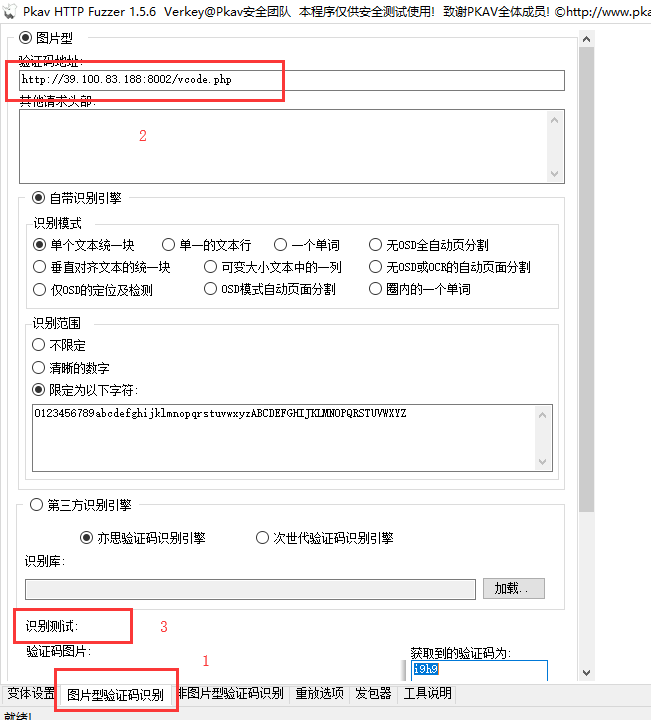 Pkav HTTP Fuzzer 1.5.6 Verkey@Pkav安全团队 本程序仅供安全测试使用! 致谢PKAV全体成员! ©http://www.pka
图片型
验证码地址:
http://39.100.83.188:8002/vcode.php
其他请求头部:
2
自带识别引擎
识别模式
单个文本统一块 单一的文本行 一个单词 无OSD全自动页分割
垂直对齐文本的统一块 可变大小文本中的一列 无OSD或OCR的自动页面分割
仅OSD的定位及检测 OSD模式自动页面分割 圈内的一个单词
识别范围
不限定
清晰的数字
限定为以下字符:
0123456789abcdefghijklmnopqrstuvwxyzABCDEFGHIJKLMNOPQRSTUVWXYZ
第三方识别引擎
亦思验证码识别引擎 次世代验证码识别引擎
识别库:
加载..
识别测试:
3
验证码图片:
1
获取到的验证码为:
i9h9
变体设置 图片型验证码识别 非图片型验证码识别 重放选项 发包器 工具说明
就绪!